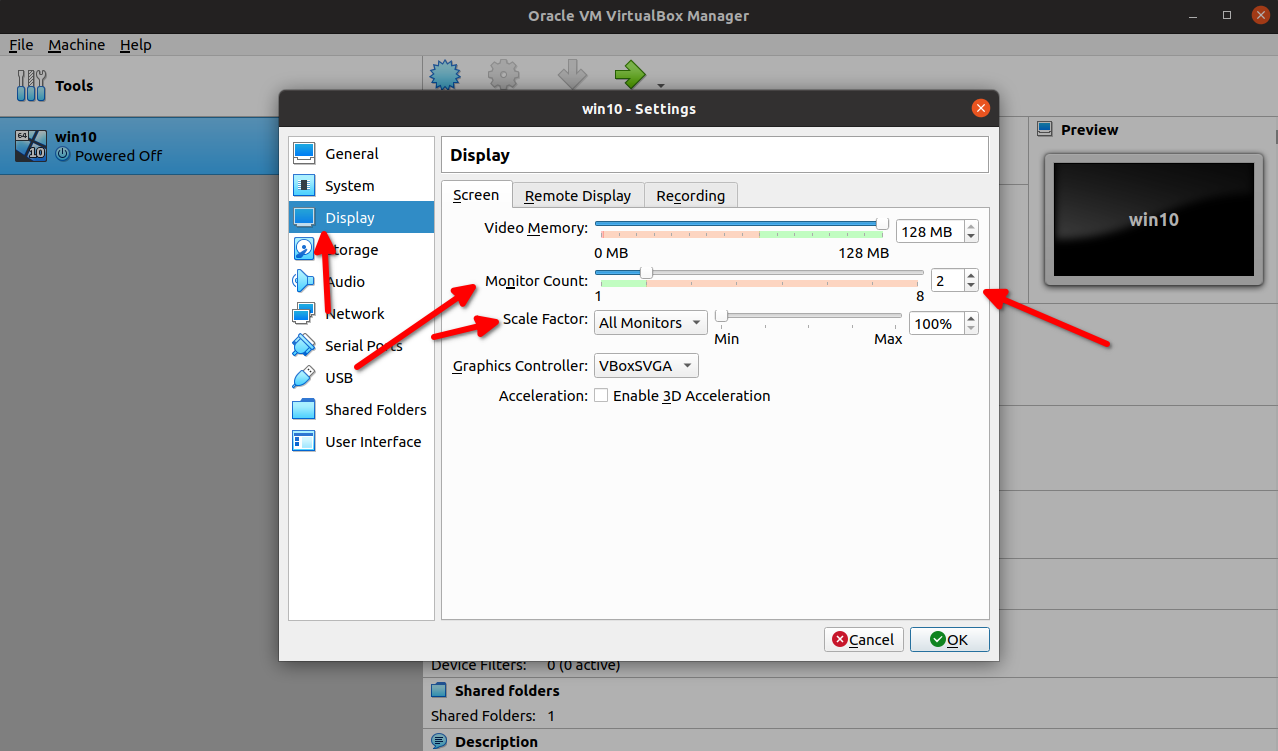 Oracle VM VirtualBox Manager
File Machine Help
Tools
64
10
win10
Powered Off
win10 - Settings
General
System
Display
Storage
Audio
Network
Serial Ports
USB
Shared Folders
User Interface
Display
Screen Remote Display Recording
Video Memory: 128 MB
0 MB 128 MB
Monitor Count: 2
1 8
Scale Factor: All Monitors 100%
Min Max
Graphics Controller: VBoxSVGA
Acceleration: Enable 3D Acceleration
Cancel OK
Preview
win10
Device Filters: 0 (0 active)
Shared folders
Shared Folders: 1
Description